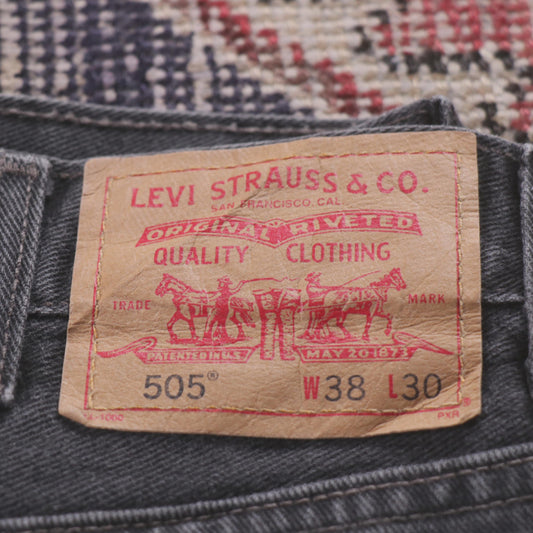 LEVI STRAUSS & CO.
SAN FRANCISCO, CAL.
ORIGINAL RIVETED
QUALITY CLOTHING
TRADE MARK
PATENTED IN U.S. MAY 20 1873
505® W38 L30
PXR